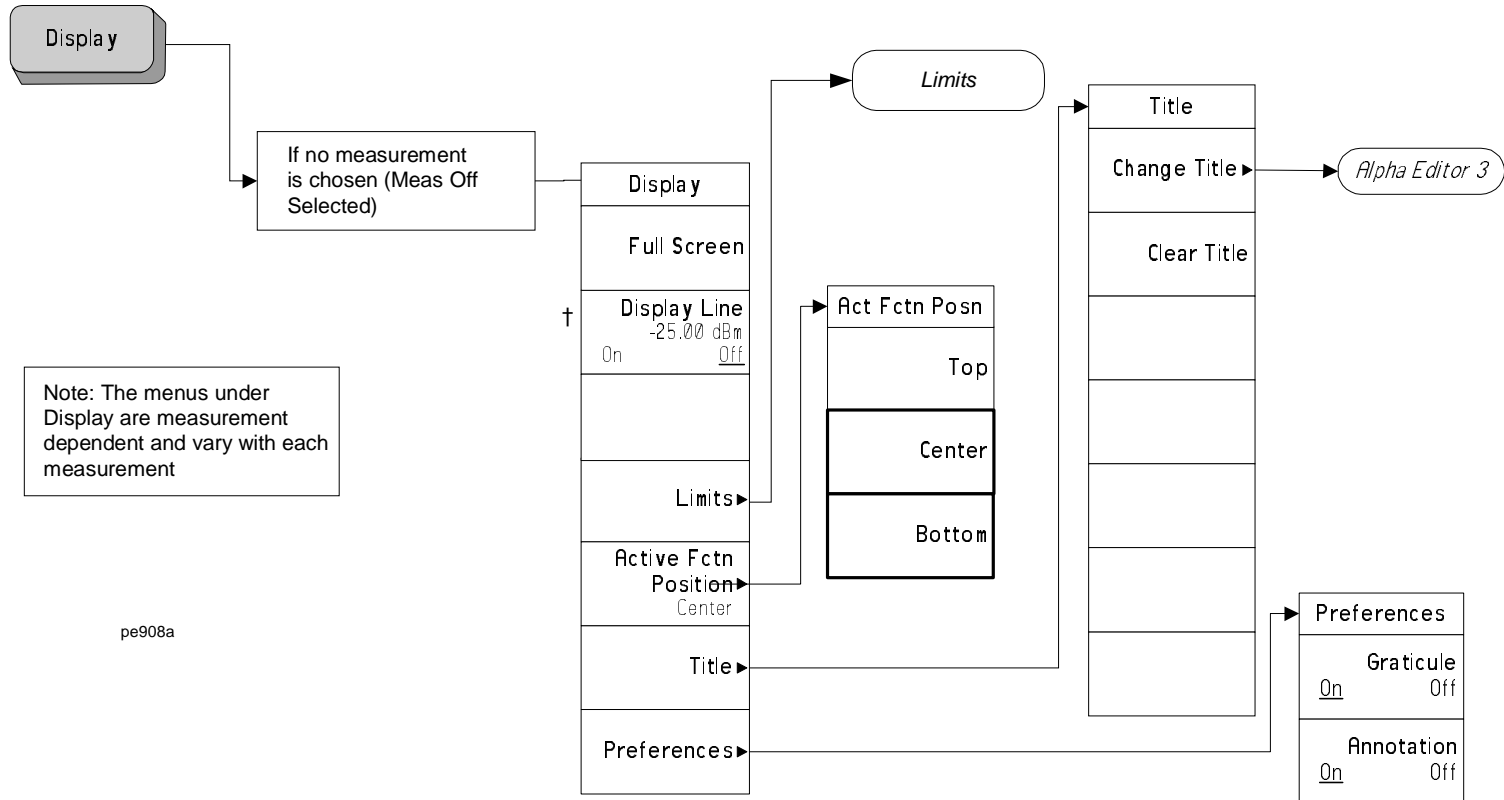 Display
If no measurement
is chosen (Meas Off
Selected)
Note: The menus under
Display are measurement
dependent and vary with each
measurement
pe908a
Display
Full Screen
†
Display Line
-25.00 dBm
On Off
Limits
Active Fctn
Position
Center
Title
Preferences
Limits
Act Fctn Posn
Top
Center
Bottom
Title
Change Title
Clear Title
Alpha Editor 3
Preferences
Graticule
On Off
Annotation
On Off